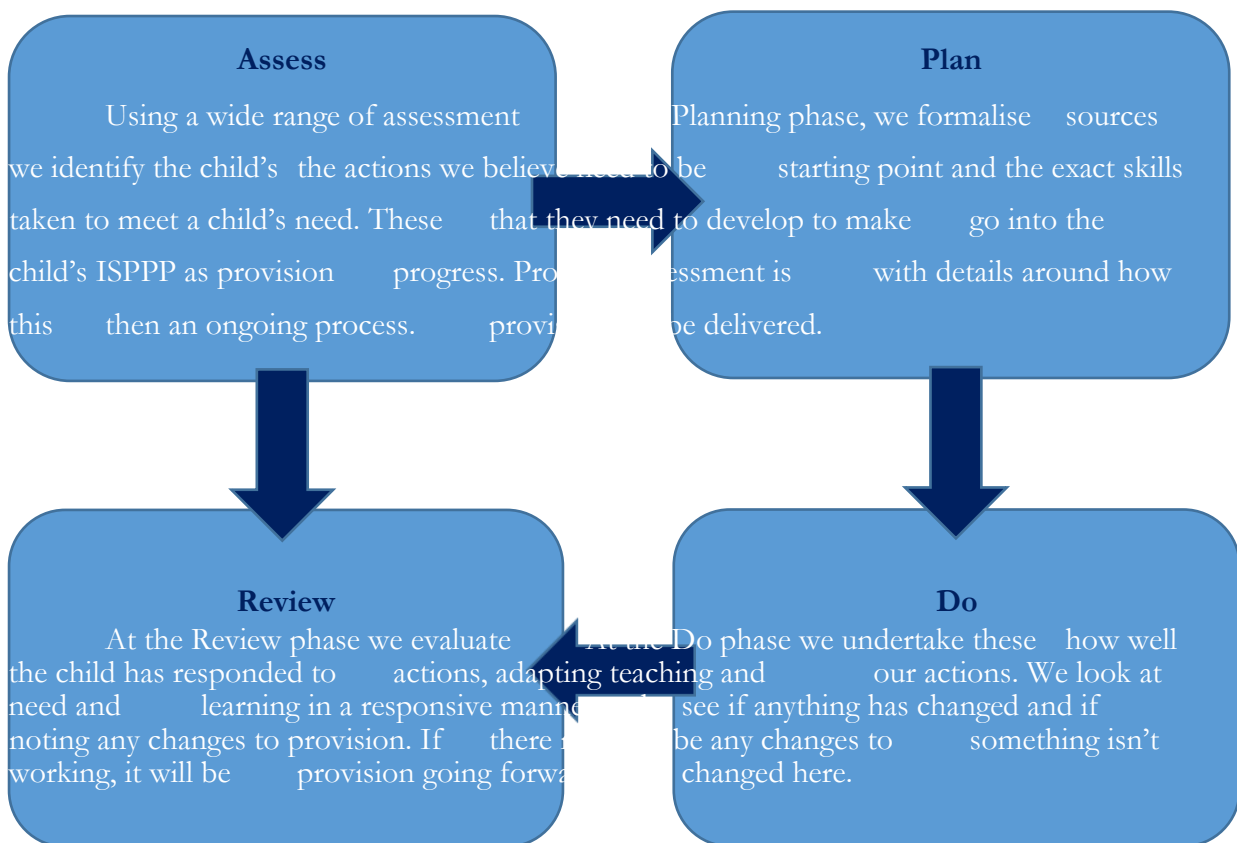 Assess Plan
Using a wide range of assessment Planning phase, we formalise sources
we identify the child’s the actions we believe need to be starting point and the exact skills
taken to meet a child’s need. These that they need to develop to make go into the
child’s ISPPP as provision progress. is with details around how
this then an ongoing process. be delivered.
Review Do
At the Review phase we evaluate At the Do phase we undertake these how well
the child has responded to actions, adapting teaching and our actions. We look at
need and learning in a responsive see if anything has changed and if
noting any changes to provision. If there be any changes to something isn’t
working, it will be provision going changed here.